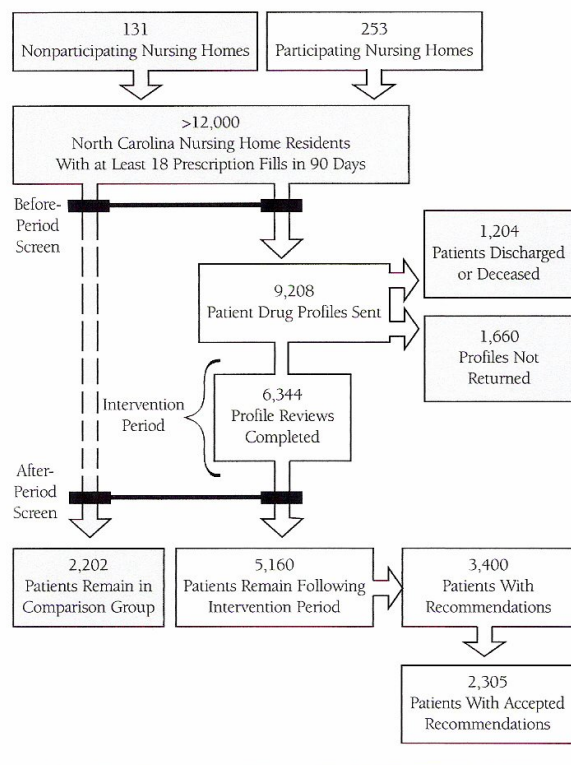 131
Nonparticipating Nursing Homes
253
Participating Nursing Homes
>12,000
North Carolina Nursing Home Residents
With at Least 18 Prescription Fills in 90 Days
Before-
Period
Screen
1,204
Patients Discharged
or Deceased
9,208
Patient Drug Profiles Sent
1,660
Profiles Not
Returned
Intervention
Period
6,344
Profile Reviews
Completed
After-
Period
Screen
2,202
Patients Remain in
Comparison Group
5,160
Patients Remain Following
Intervention Period
3,400
Patients With
Recommendations
2,305
Patients With Accepted
Recommendations